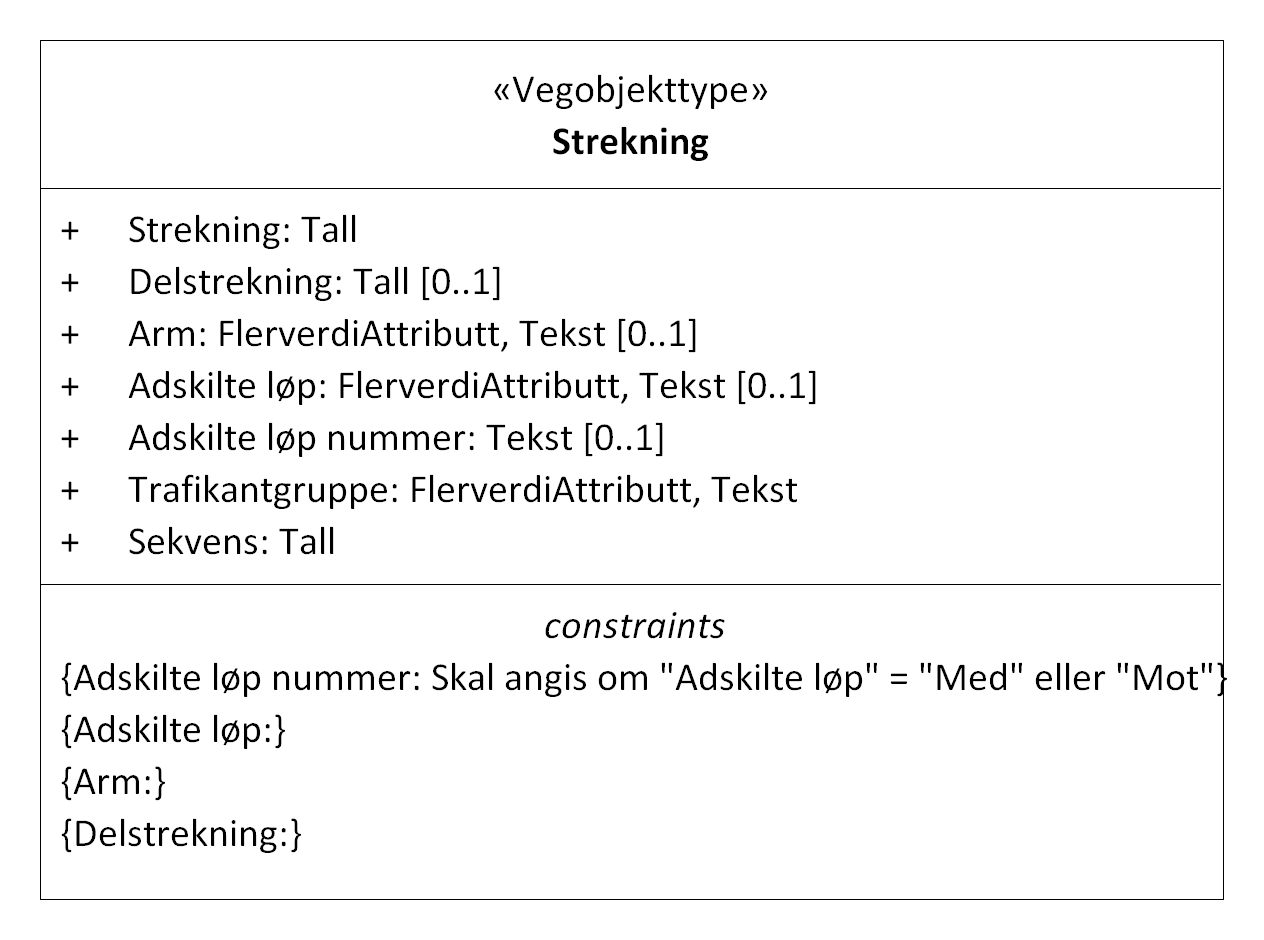 «Vegobjekttype»
Strekning
+ Strekning: Tall
+ Delstrekning: Tall [0..1]
+ Arm: FlerverdiAttributt, Tekst [0..1]
+ Adskilte løp: FlerverdiAttributt, Tekst [0..1]
+ Adskilte løp nummer: Tekst [0..1]
+ Trafikantgruppe: FlerverdiAttributt, Tekst
+ Sekvens: Tall
constraints
{Adskilte løp nummer: Skal angis om "Adskilte løp" = "Med" eller "Mot"}
{Adskilte løp:}
{Arm:}
{Delstrekning:}